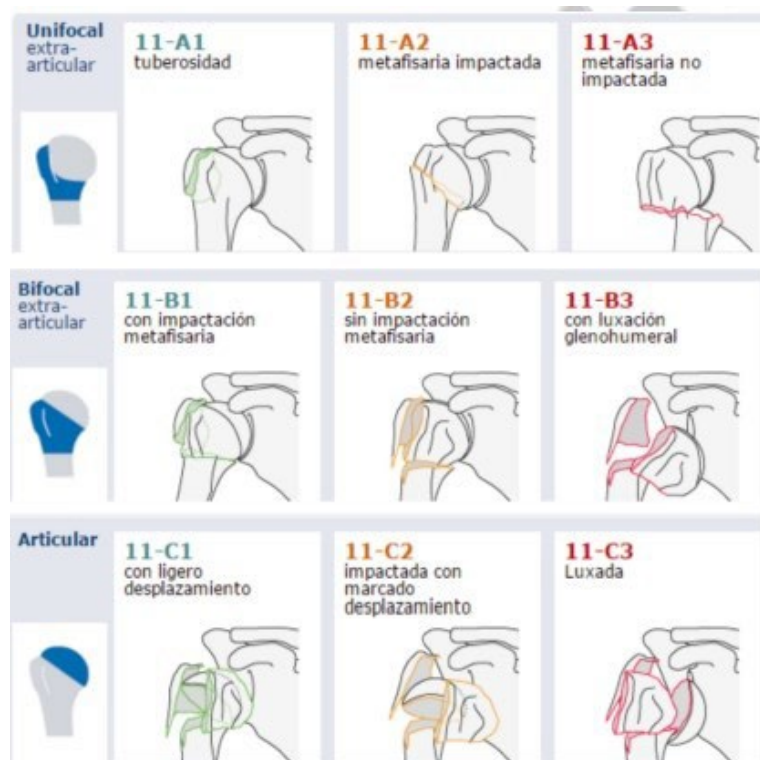 Unifocal
extra-
articular
11-A1
tuberosidad
11-A2
metafisaria impactada
11-A3
metafisaria no
impactada
Bifocal
extra-
articular
11-B1
con impactación
metafisaria
11-B2
sin impactación
metafisaria
11-B3
con luxación
glenohumeral
Articular
11-C1
con ligero
desplazamiento
11-C2
impactada con
marcado
desplazamiento
11-C3
Luxada